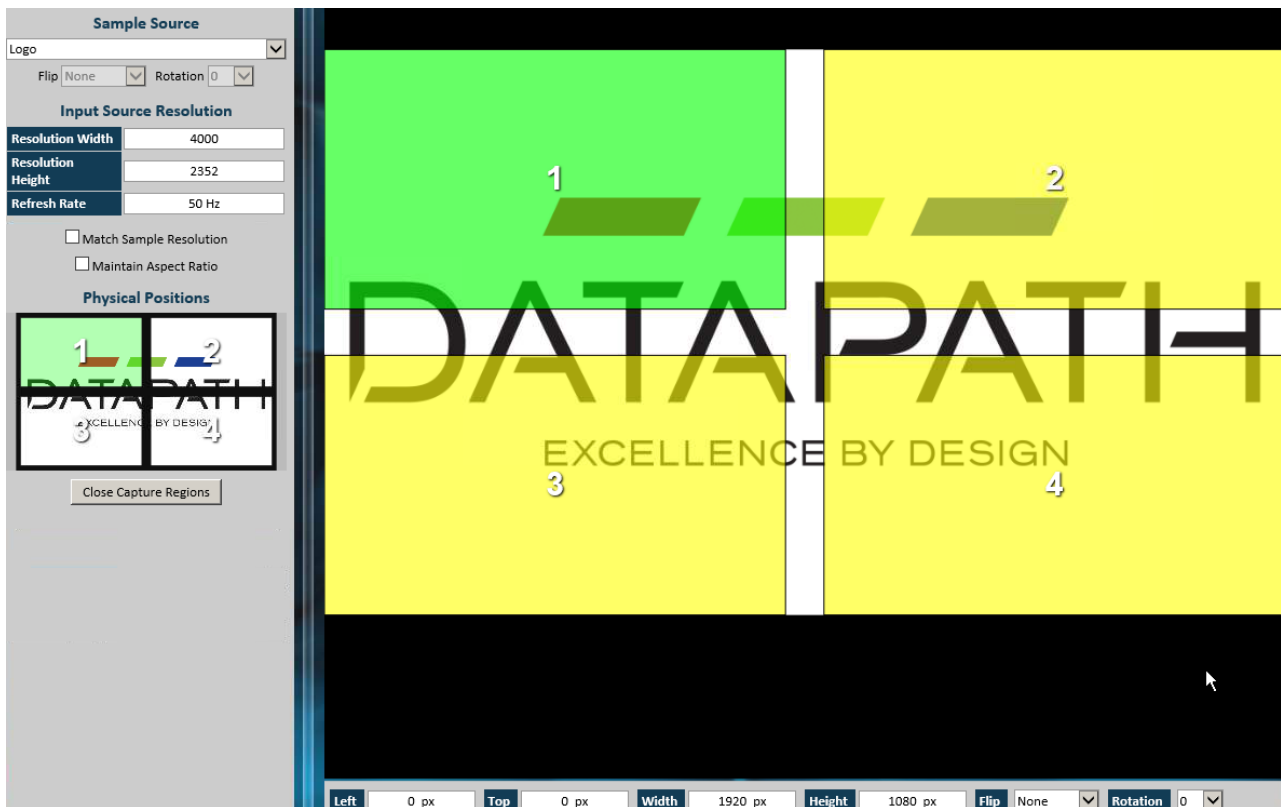 Sample Source
Logo
Flip None Rotation 0
Input Source Resolution
Resolution Width 4000
Resolution Height 2352
Refresh Rate 50 Hz
Match Sample Resolution
Maintain Aspect Ratio
Physical Positions
1 2
DATAPATH
EXCELLENCE BY DESIGN
3 4
Close Capture Regions
1 2
DATAPATH
EXCELLENCE BY DESIGN
3 4
Left 0 px Top 0 px Width 1920 px Height 1080 px Flip None Rotation 0